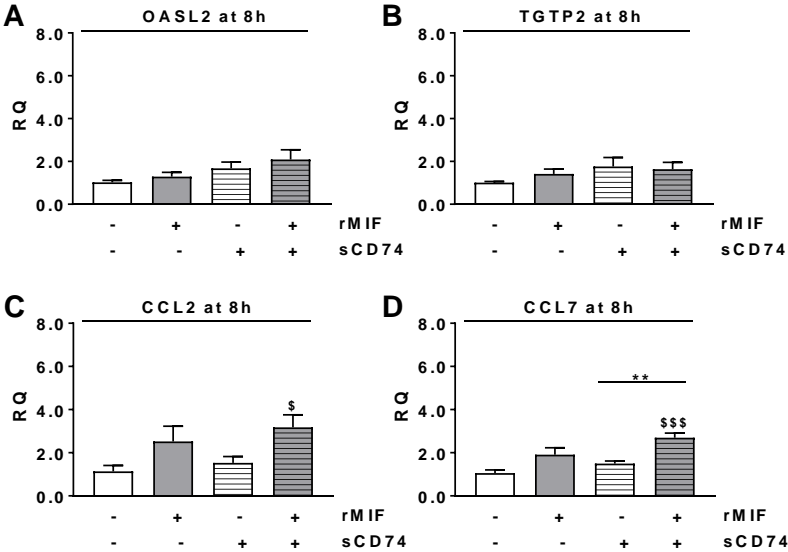 A
OASL2 at 8h
8.0
6.0
4.0
2.0
0.0
RQ
- + - + rMIF
- - + + sCD74
B
TGTP2 at 8h
8.0
6.0
4.0
2.0
0.0
RQ
- + - + rMIF
- - + + sCD74
C
CCL2 at 8h
8.0
6.0
4.0
2.0
0.0
RQ
$
- + - + rMIF
- - + + sCD74
D
CCL7 at 8h
8.0
6.0
4.0
2.0
0.0
RQ
**
$$$
- + - + rMIF
- - + + sCD74